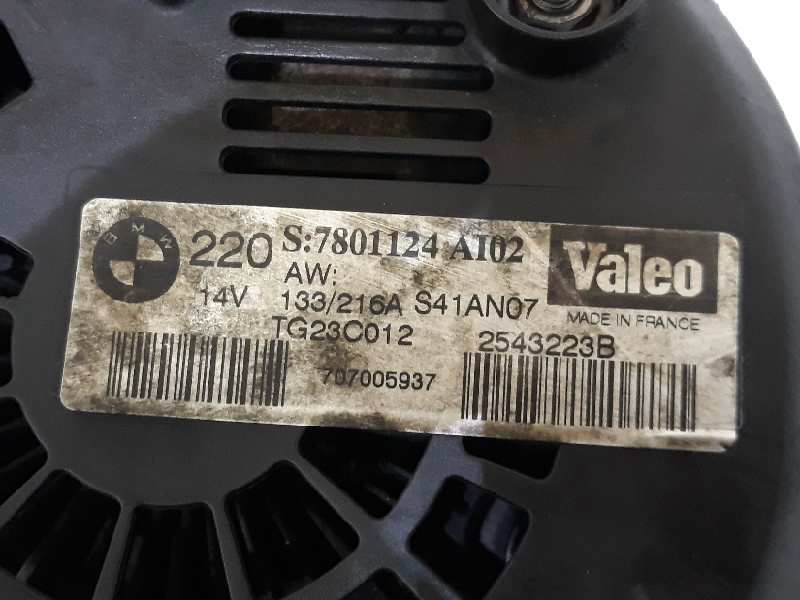 BMW 220 S:7801124 AI02 Valeo
AW:
14V 133/216A S41AN07 MADE IN FRANCE
TG23C012 2543223B
707005937